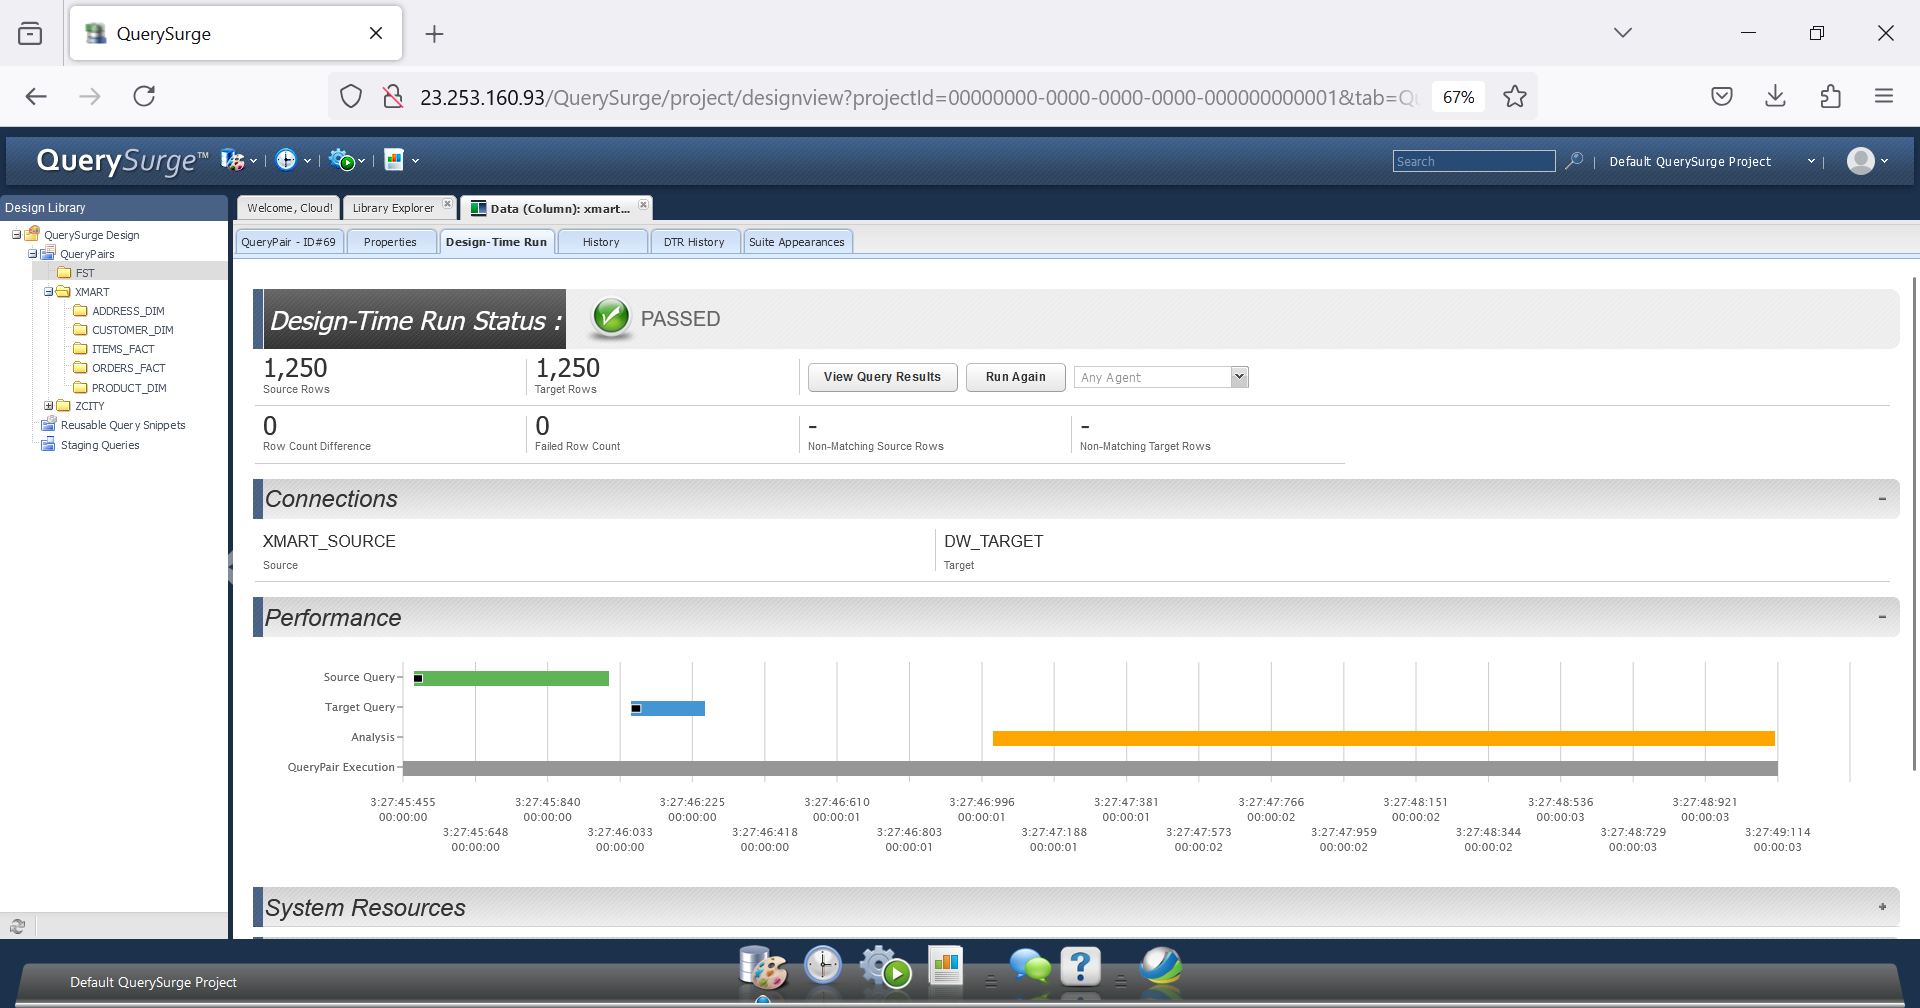 QuerySurge
23.253.160.93/QuerySurge/project/designview?projectId=00000000-0000-0000-0000-000000000001&tab=Qu
67%
QuerySurge™
Search
Default QuerySurge Project
Design Library
QuerySurge Design
QueryPairs
FST
XMART
ADDRESS_DIM
CUSTOMER_DIM
ITEMS_FACT
ORDERS_FACT
PRODUCT_DIM
ZCITY
Reusable Query Snippets
Staging Queries
Welcome, Cloud!
Library Explorer
Data (Column): xmart...
QueryPair - ID#69
Properties
Design-Time Run
History
DTR History
Suite Appearances
Design-Time Run Status :
PASSED
1,250
Source Rows
1,250
Target Rows
View Query Results
Run Again
Any Agent
0
Row Count Difference
0
Failed Row Count
-
Non-Matching Source Rows
-
Non-Matching Target Rows
Connections
XMART_SOURCE
Source
DW_TARGET
Target
Performance
Source Query
Target Query
Analysis
QueryPair Execution
3:27:45:455 3:27:45:840 3:27:46:225 3:27:46:610 3:27:46:996 3:27:47:381 3:27:47:766 3:27:48:151 3:27:48:536 3:27:48:921
00:00:00 00:00:00 00:00:00 00:00:01 00:00:01 00:00:01 00:00:02 00:00:02 00:00:03 00:00:03
3:27:45:648 3:27:46:033 3:27:46:418 3:27:46:803 3:27:47:188 3:27:47:573 3:27:47:959 3:27:48:344 3:27:48:729 3:27:49:114
00:00:00 00:00:00 00:00:00 00:00:01 00:00:01 00:00:02 00:00:02 00:00:02 00:00:03 00:00:03
System Resources
Default QuerySurge Project